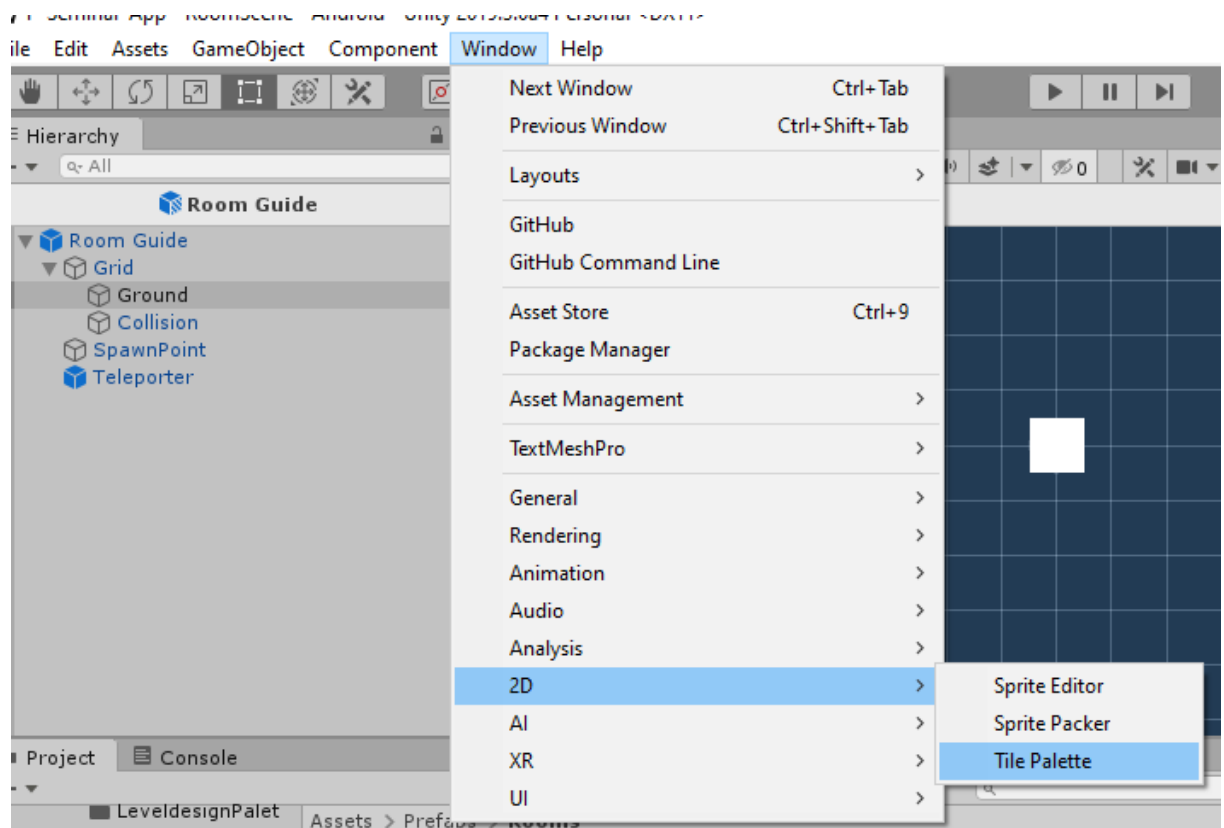 ile Edit Assets GameObject Component Window Help
Hierarchy
All
Room Guide
Room Guide
Grid
Ground
Collision
SpawnPoint
Teleporter
Next Window Ctrl+Tab
Previous Window Ctrl+Shift+Tab
Layouts
GitHub
GitHub Command Line
Asset Store Ctrl+9
Package Manager
Asset Management
TextMeshPro
General
Rendering
Animation
Audio
Analysis
2D
AI
XR
UI
Sprite Editor
Sprite Packer
Tile Palette
0
Project Console
LeveldesignPalet
Assets > Prefabs > Rooms